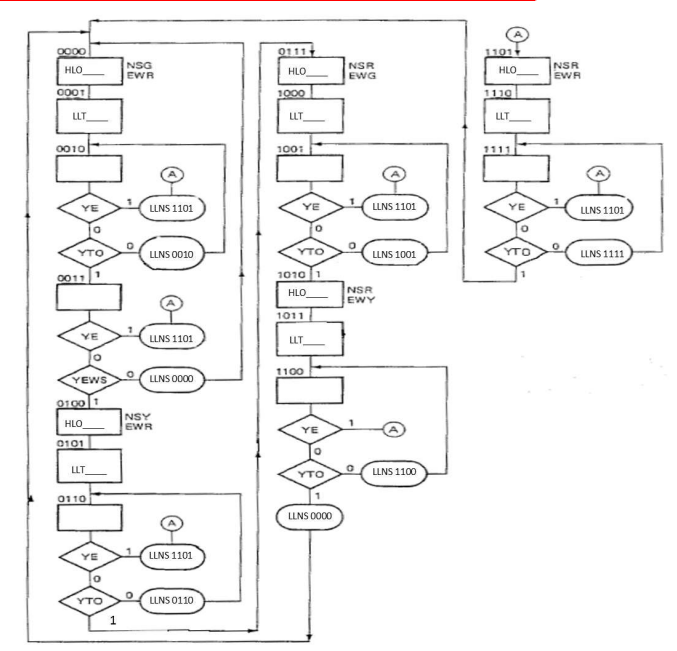 0000
HLO____
NSG
EWR
0001
LLT____
0010
A
YE
1
LLNS 1101
0
YTO
0
LLNS 0010
1
0011
A
YE
1
LLNS 1101
0
YEWS
0
LLNS 0000
1
0100
HLO____
NSY
EWR
0101
LLT____
0110
A
YE
1
LLNS 1101
0
YTO
0
LLNS 0110
1
0111
HLO____
NSR
EWG
1000
LLT____
1001
A
YE
1
LLNS 1101
0
YTO
0
LLNS 1001
1
1010
HLO____
NSR
EWY
1011
LLT____
1100
YE
1
A
0
YTO
0
LLNS 1100
1
LLNS 0000
A
1101
HLO____
NSR
EWR
1110
LLT____
1111
A
YE
1
LLNS 1101
0
YTO
0
LLNS 1111
1